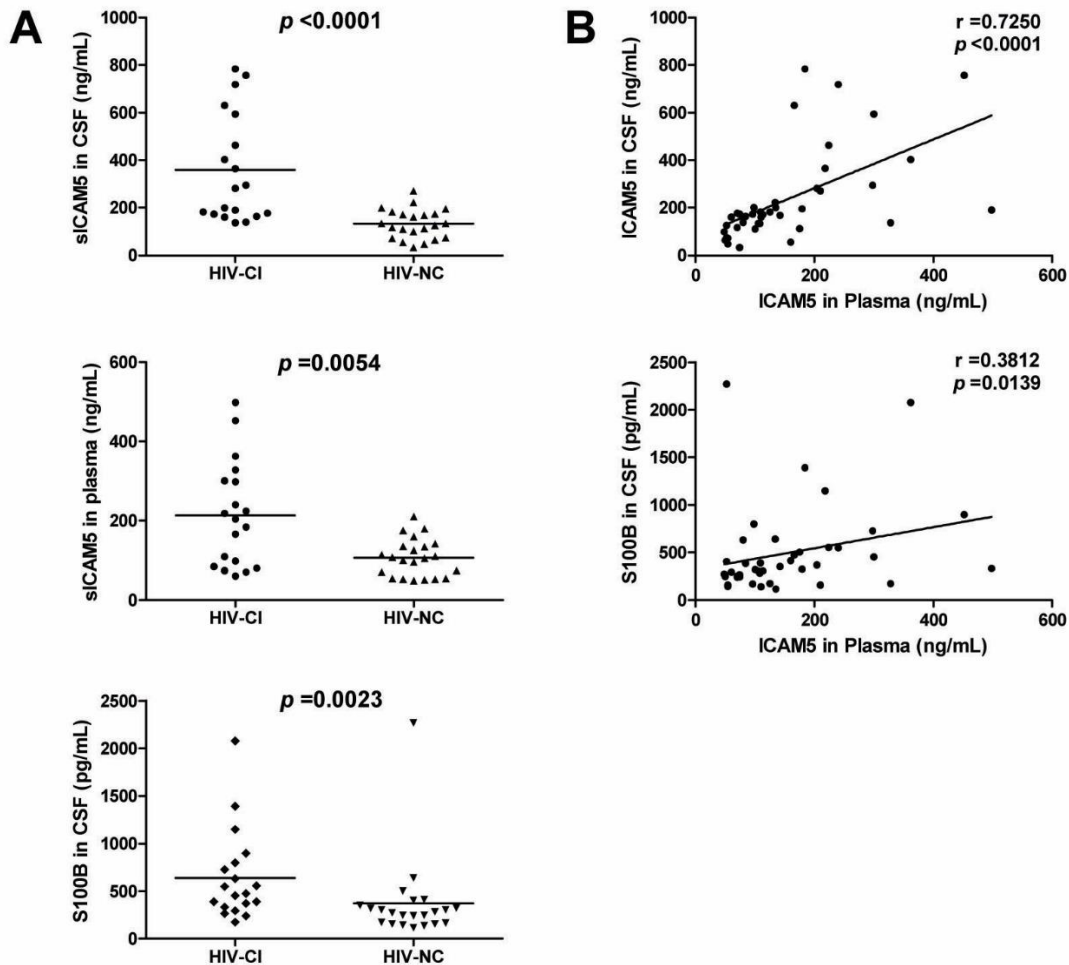 A
p <0.0001
sICAM5 in CSF (ng/mL)
1000
800
600
400
200
0
HIV-CI HIV-NC
p =0.0054
sICAM5 in plasma (ng/mL)
600
400
200
0
HIV-CI HIV-NC
p =0.0023
S100B in CSF (pg/mL)
2500
2000
1500
1000
500
0
HIV-CI HIV-NC
B
r =0.7250
p <0.0001
ICAM5 in CSF (ng/mL)
1000
800
600
400
200
0
0 200 400 600
ICAM5 in Plasma (ng/mL)
r =0.3812
p =0.0139
S100B in CSF (pg/mL)
2500
2000
1500
1000
500
0
0 200 400 600
ICAM5 in Plasma (ng/mL)